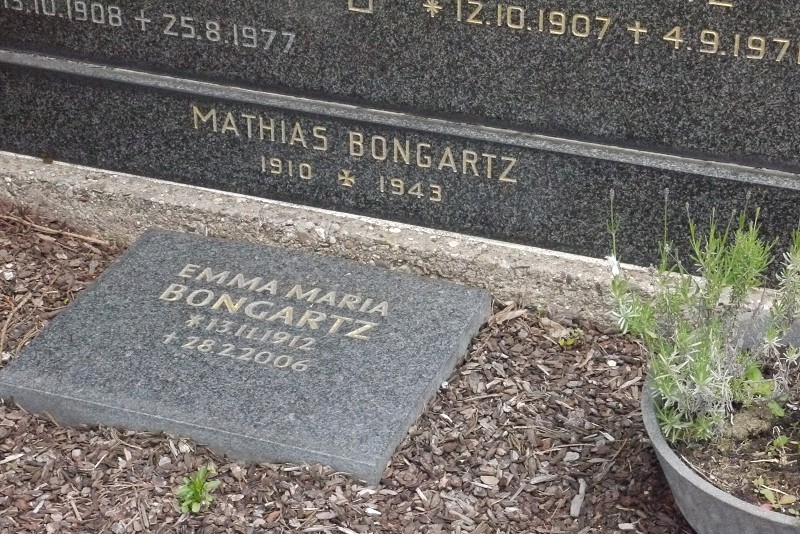 13.10.1908 + 25.8.1977
* 12.10.1907 + 4.9.197
MATHIAS BONGARTZ
1910 ✠ 1943
EMMA MARIA
BONGARTZ
* 13.11.1912
+ 28.2.2006